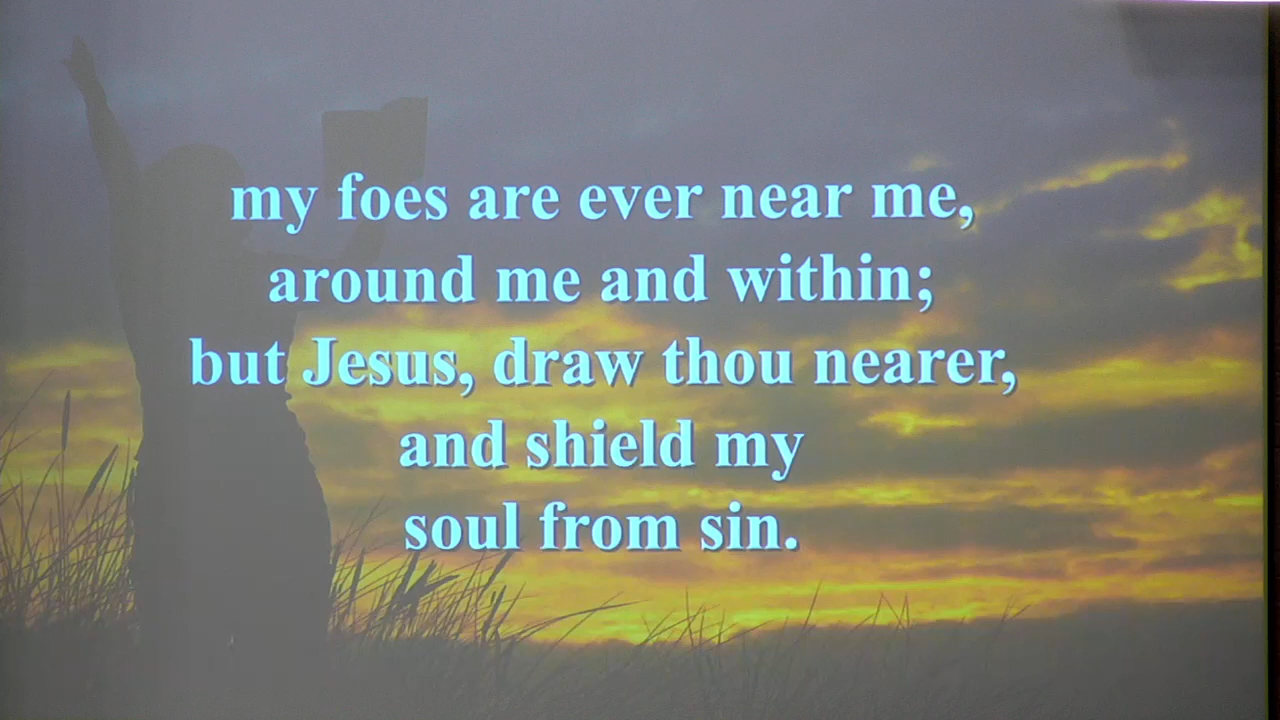 my foes are ever near me,
around me and within;
but Jesus, draw thou nearer,
and shield my
soul from sin.